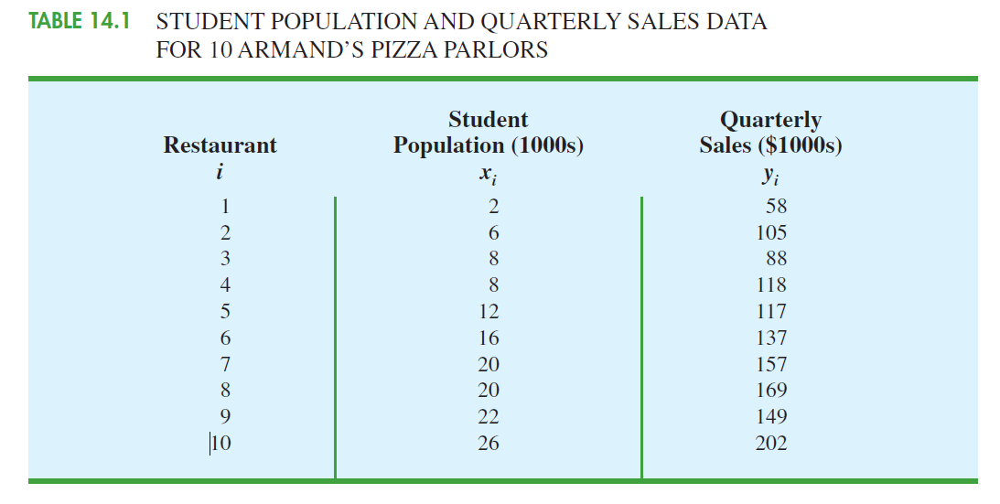 TABLE 14.1 STUDENT POPULATION AND QUARTERLY SALES DATA
FOR 10 ARMAND’S PIZZA PARLORS
Student Quarterly
Restaurant Population (1000s) Sales ($1000s)
i xi yi
1 2 58
2 6 105
3 8 88
4 8 118
5 12 117
6 16 137
7 20 157
8 20 169
9 22 149
10 26 202